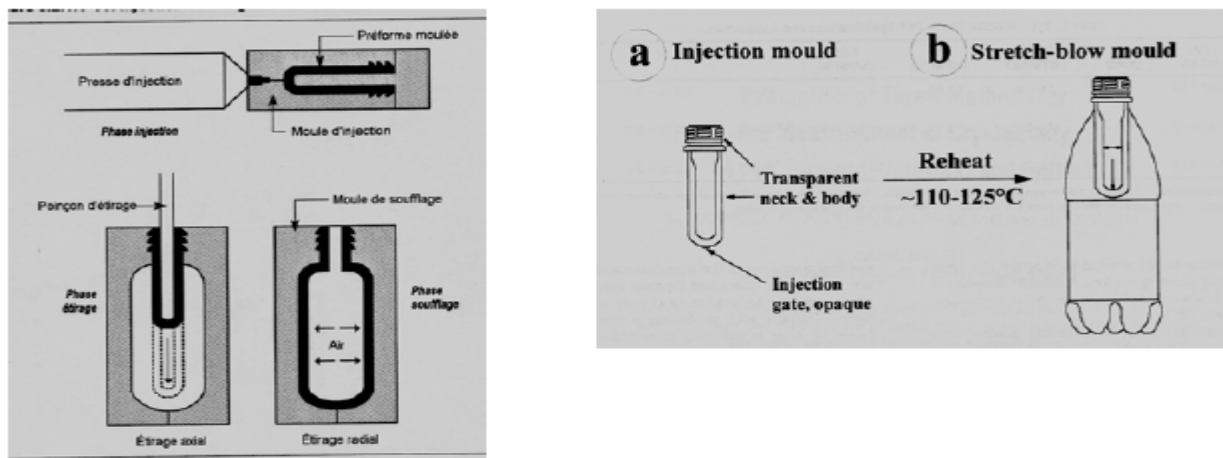 Préforme moulée
Presse d'injection
Phase injection
Moule d'injection
Poinçon d'étirage
Moule de soufflage
Phase
étirage
Phase
soufflage
Air
Étirage axial
Étirage radial
a Injection mould
b Stretch-blow mould
Reheat
~110-125°C
Transparent
neck & body
Injection
gate, opaque